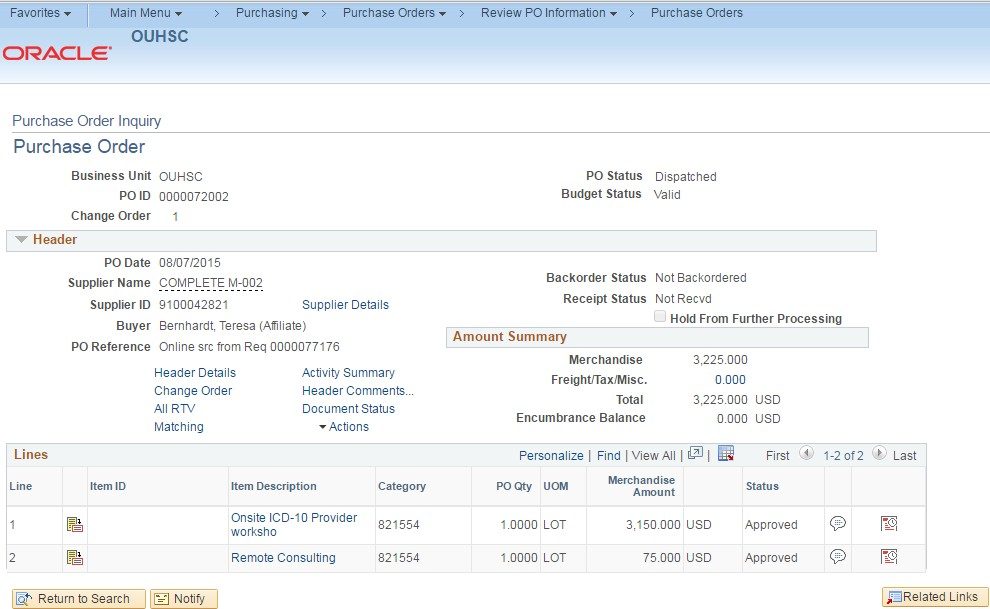 Favorites Main Menu > Purchasing > Purchase Orders > Review PO Information > Purchase Orders
OUHSC
ORACLE
Purchase Order Inquiry
Purchase Order
Business Unit OUHSC PO Status Dispatched
PO ID 0000072002 Budget Status Valid
Change Order 1
Header
PO Date 08/07/2015
Supplier Name COMPLETE M-002 Backorder Status Not Backordered
Supplier ID 9100042821 Supplier Details Receipt Status Not Recvd
Buyer Bernhardt, Teresa (Affiliate) Hold From Further Processing
PO Reference Online src from Req 0000077176 Amount Summary
Merchandise 3,225.000
Header Details Activity Summary Freight/Tax/Misc. 0.000
Change Order Header Comments... Total 3,225.000 USD
All RTV Document Status Encumbrance Balance 0.000 USD
Matching Actions
Lines Personalize | Find | View All | | First 1-2 of 2 Last
Line Item ID Item Description Category PO Qty UOM Merchandise Amount Status
1 Onsite ICD-10 Provider worksho 821554 1.0000 LOT 3,150.000 USD Approved
2 Remote Consulting 821554 1.0000 LOT 75.000 USD Approved
Return to Search Notify Related Links